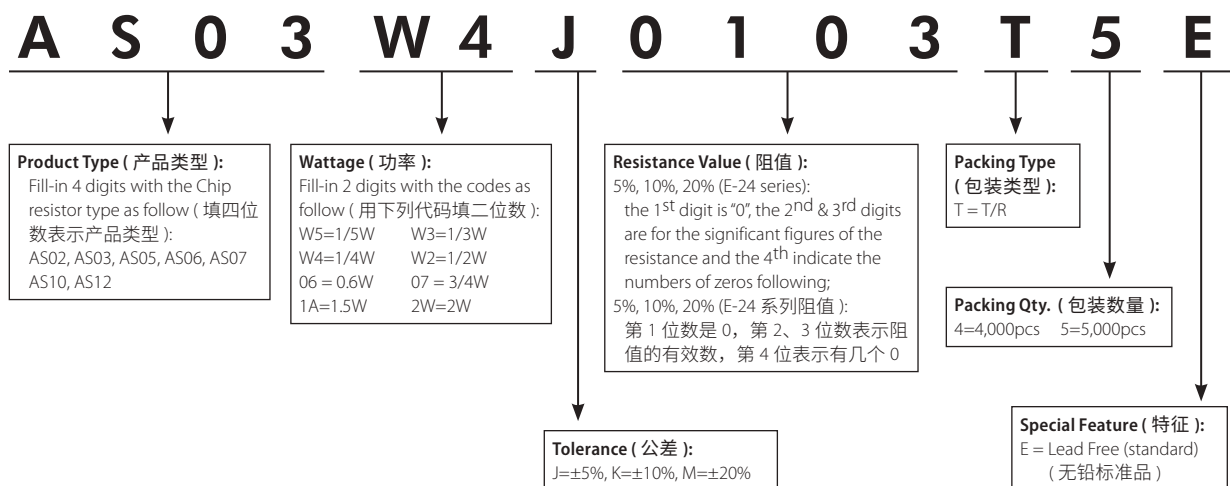 A S 0 3 W 4 J 0 1 0 3 T 5 E
Product Type ( 产品类型 ):
Fill-in 4 digits with the Chip
resistor type as follow ( 填四位
数表示产品类型 ):
AS02, AS03, AS05, AS06, AS07
AS10, AS12
Wattage ( 功率 ):
Fill-in 2 digits with the codes as
follow ( 用下列代码填二位数 ):
W5=1/5W W3=1/3W
W4=1/4W W2=1/2W
06 = 0.6W 07 = 3/4W
1A=1.5W 2W=2W
Resistance Value ( 阻值 ):
5%, 10%, 20% (E-24 series):
the 1st digit is "0", the 2nd & 3rd digits
are for the significant figures of the
resistance and the 4th indicate the
numbers of zeros following;
5%, 10%, 20% (E-24 系列阻值 ):
第 1 位数是 0，第 2、3 位数表示阻
值的有效数，第 4 位表示有几个 0
Packing Type
( 包装类型 ):
T = T/R
Packing Qty. ( 包装数量 ):
4=4,000pcs 5=5,000pcs
Tolerance ( 公差 ):
J=±5%, K=±10%, M=±20%
Special Feature ( 特征 ):
E = Lead Free (standard)
( 无铅标准品 )